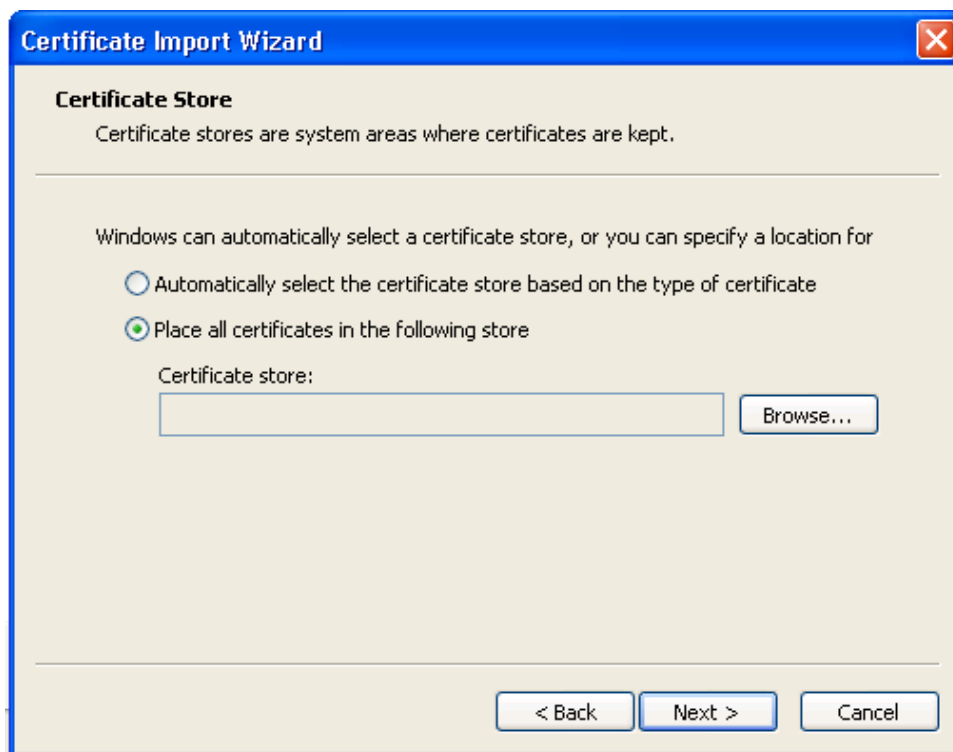 Certificate Import Wizard
Certificate Store
Certificate stores are system areas where certificates are kept.
Windows can automatically select a certificate store, or you can specify a location for
Automatically select the certificate store based on the type of certificate
Place all certificates in the following store
Certificate store:
Browse...
< Back
Next >
Cancel